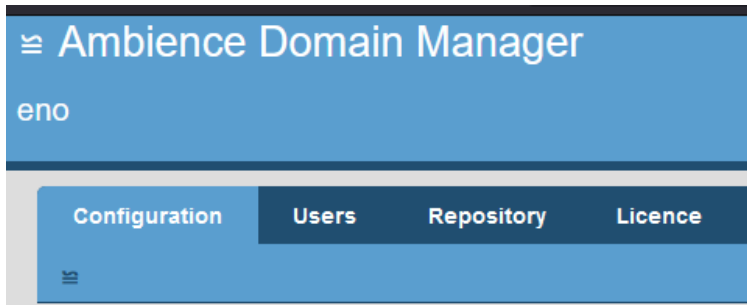 ≌ Ambience Domain Manager
eno
Configuration Users Repository Licence
≌